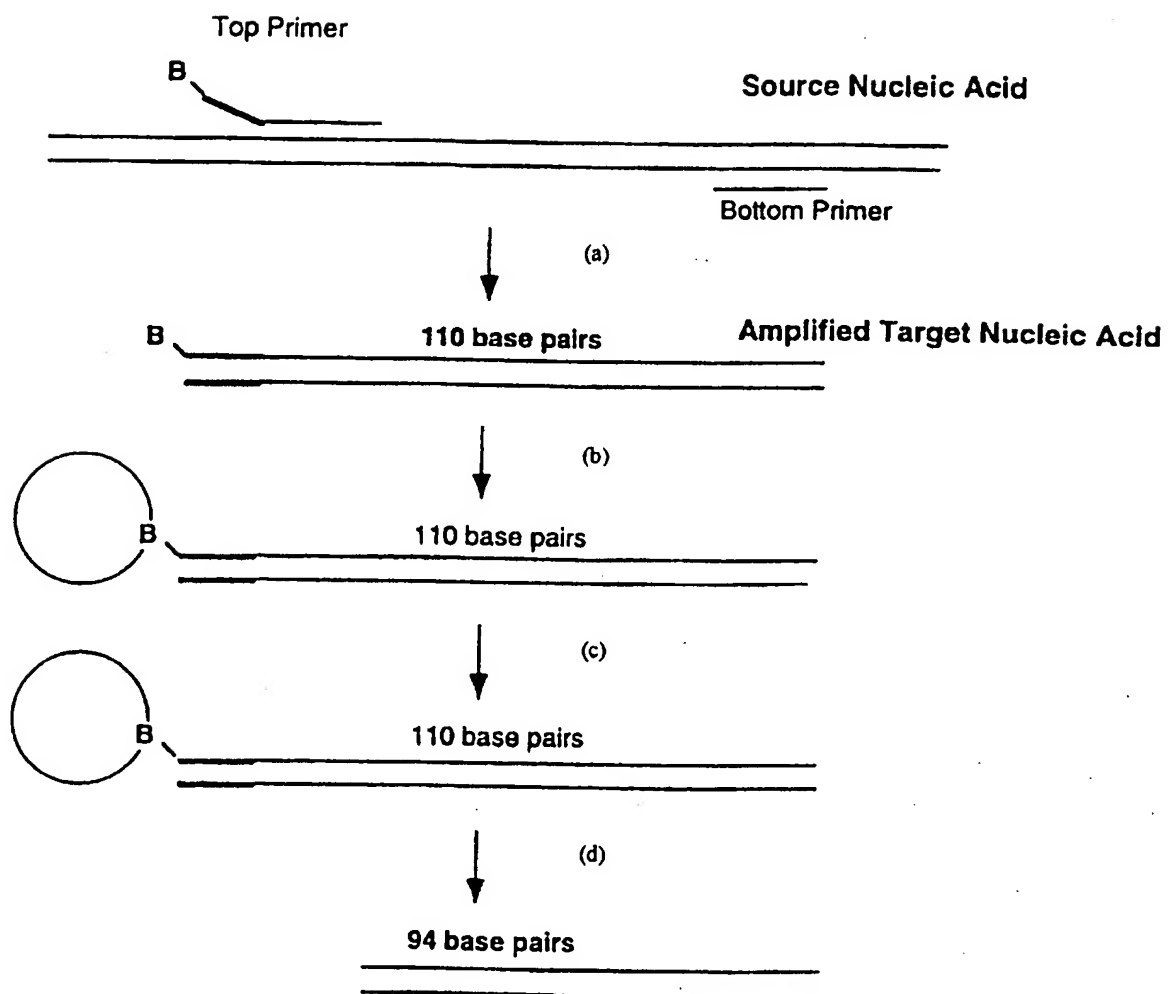 Top Primer
B
Source Nucleic Acid
Bottom Primer
(a)
B
110 base pairs
Amplified Target Nucleic Acid
(b)
B
110 base pairs
(c)
B
110 base pairs
(d)
94 base pairs